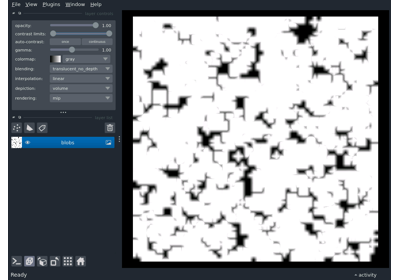 File View Plugins Window Help
opacity: 1.00
contrast limits:
auto-contrast: once continuous
gamma: 1.00
colormap: gray
blending: translucent_no_depth
interpolation: linear
depiction: volume
rendering: mip
blobs
Ready
activity